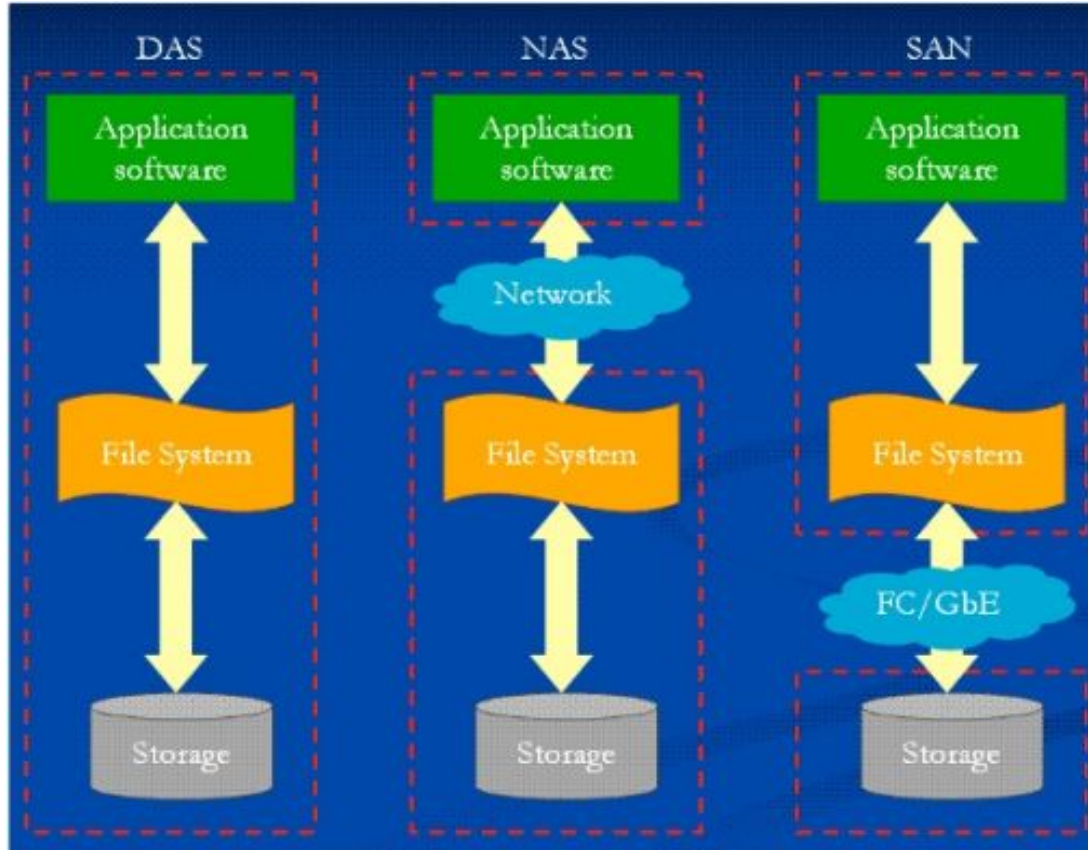 DAS
NAS
SAN
Application
software
Application
software
Application
software
Network
File System
File System
File System
FC/GbE
Storage
Storage
Storage